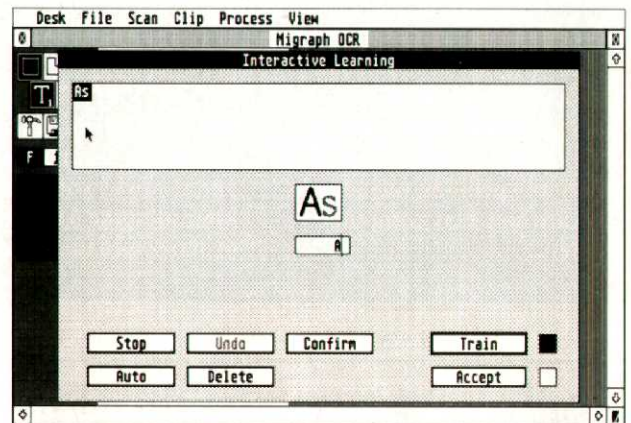 Desk File Scan Clip Process View
Migraph OCR
Interactive Learning
As
As
A
F
Stop Undo Confirm Train
Auto Delete Accept